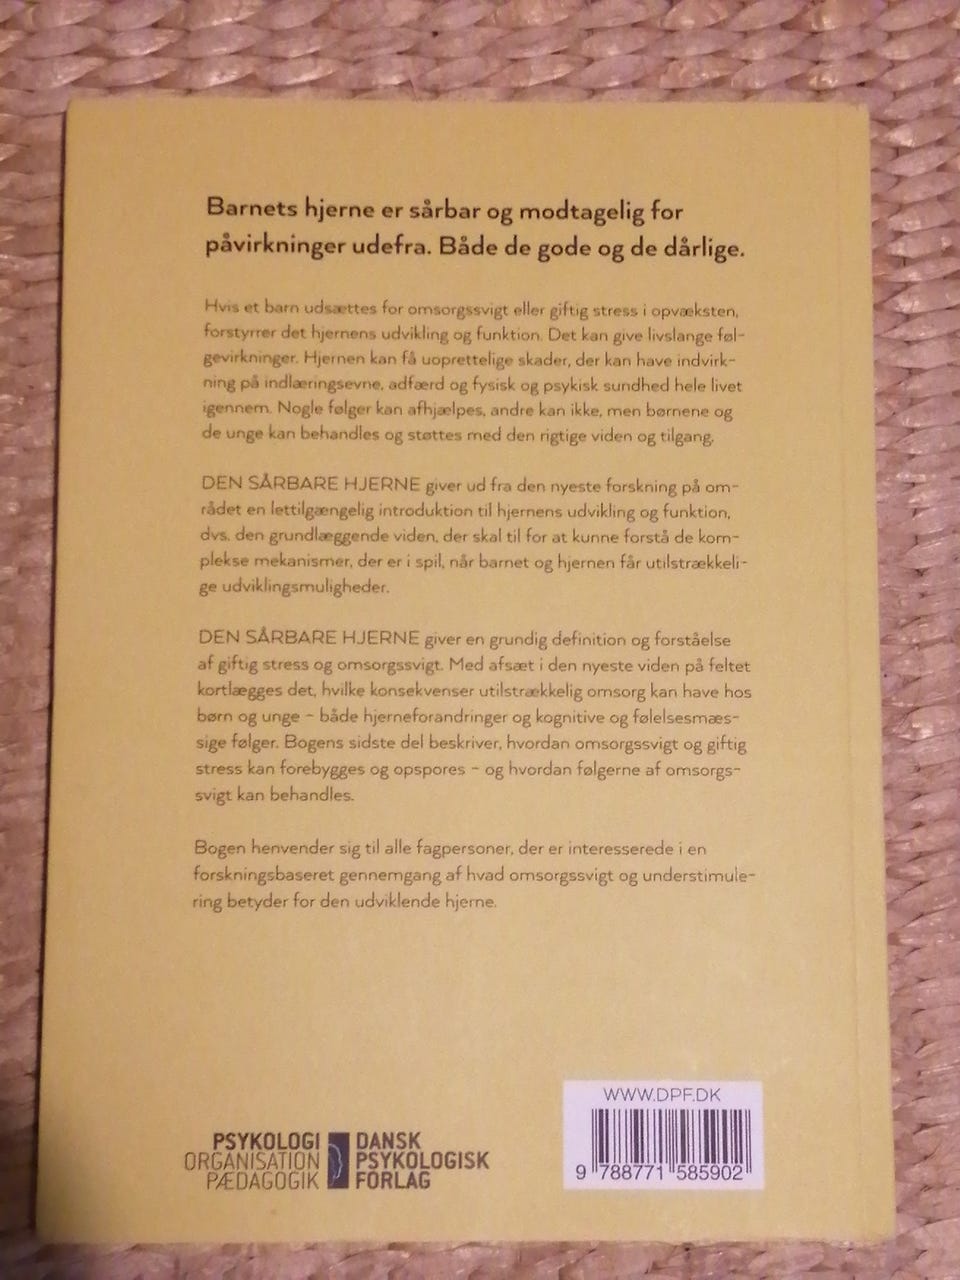 Barnets hjerne er sårbar og modtagelig for
påvirkninger udefra. Både de gode og de dårlige.
Hvis et barn udsættes for omsorgssvigt eller giftig stress i opvæksten,
forstyrrer det hjernens udvikling og funktion. Det kan give livslange føl-
gevirkninger. Hjernen kan få uoprettelige skader, der kan have indvirk-
ning på indlæringsevne, adfærd og fysisk og psykisk sundhed hele livet
igennem. Nogle følger kan afhjælpes, andre kan ikke, men børnene og
de unge kan behandles og støttes med den rigtige viden og tilgang.
DEN SÅRBARE HJERNE giver ud fra den nyeste forskning på om-
rådet en lettilgængelig introduktion til hjernens udvikling og funktion,
dvs. den grundlæggende viden, der skal til for at kunne forstå de kom-
plekse mekanismer, der er i spil, når barnet og hjernen får utilstrækkeli-
ge udviklingsmuligheder.
DEN SÅRBARE HJERNE giver en grundig definition og forståelse
af giftig stress og omsorgssvigt. Med afsæt i den nyeste viden på feltet
kortlægges det, hvilke konsekvenser utilstrækkelig omsorg kan have hos
børn og unge – både hjerneforandringer og kognitive og følelsesmæs-
sige følger. Bogens sidste del beskriver, hvordan omsorgssvigt og giftig
stress kan forebygges og opspores – og hvordan følgerne af omsorgs-
svigt kan behandles.
Bogen henvender sig til alle fagpersoner, der er interesserede i en
forskningsbaseret gennemgang af hvad omsorgssvigt og understimule-
ring betyder for den udviklende hjerne.
PSYKOLOGI
ORGANISATION
PÆDAGOGIK
DANSK
PSYKOLOGISK
FORLAG
WWW.DPF.DK
9 788771 585902